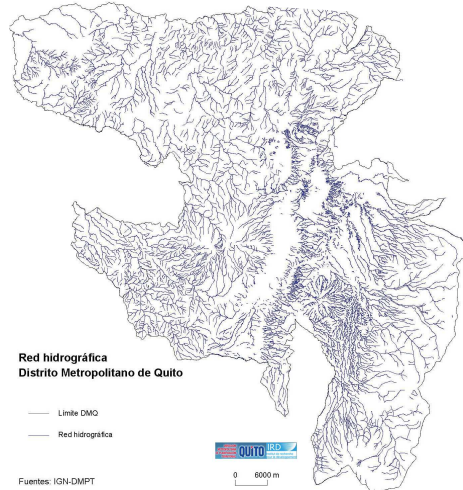 Red hidrográfica
Distrito Metropolitano de Quito
Límite DMQ
Red hidrográfica
QUITO
IRD
0 6000 m
Fuentes: IGN-DMPT